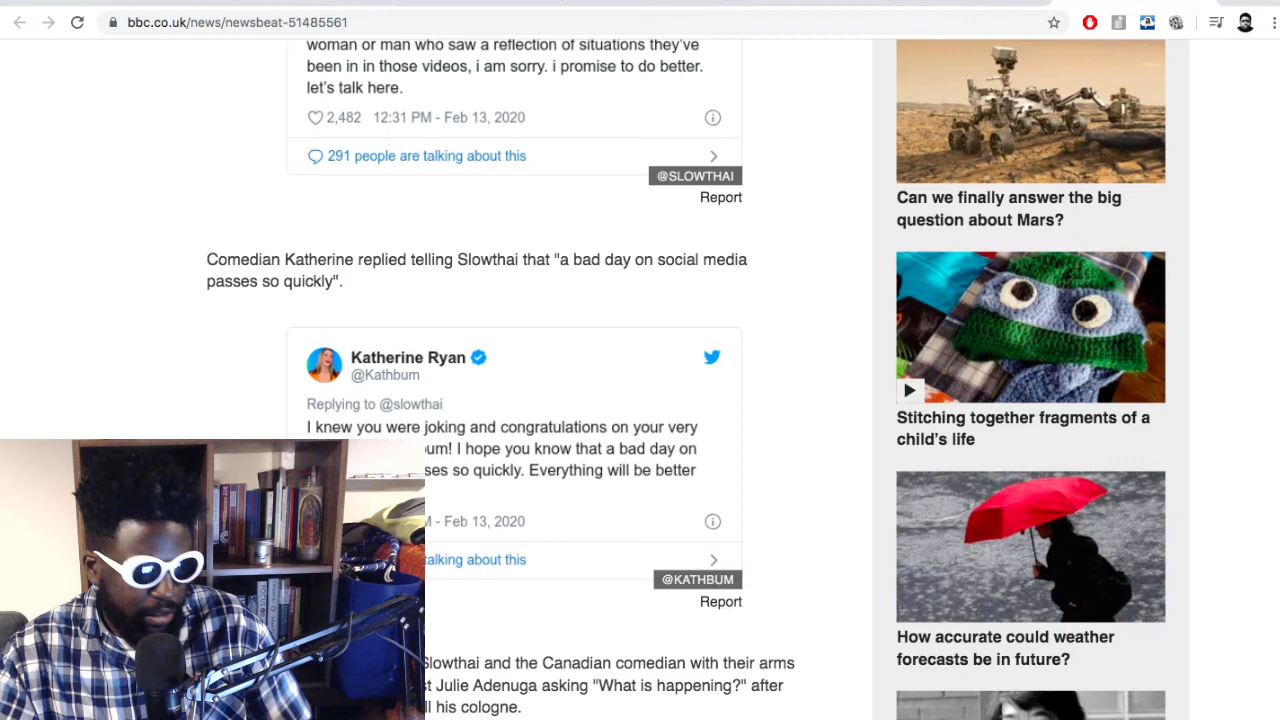 bbc.co.uk/news/newsbeat-51485561
woman or man who saw a reflection of situations they've
been in in those videos, i am sorry. i promise to do better.
let's talk here.
2,482 12:31 PM - Feb 13, 2020
291 people are talking about this
@SLOWTHAI
Report
Comedian Katherine replied telling Slowthai that "a bad day on social media
passes so quickly".
Katherine Ryan
@Kathbum
Replying to @slowthai
I knew you were joking and congratulations on your very
um! I hope you know that a bad day on
ses so quickly. Everything will be better
M - Feb 13, 2020
alking about this
@KATHBUM
Report
Slowthai and the Canadian comedian with their arms
t Julie Adenuga asking "What is happening?" after
ll his cologne.
Can we finally answer the big
question about Mars?
Stitching together fragments of a
child's life
How accurate could weather
forecasts be in future?